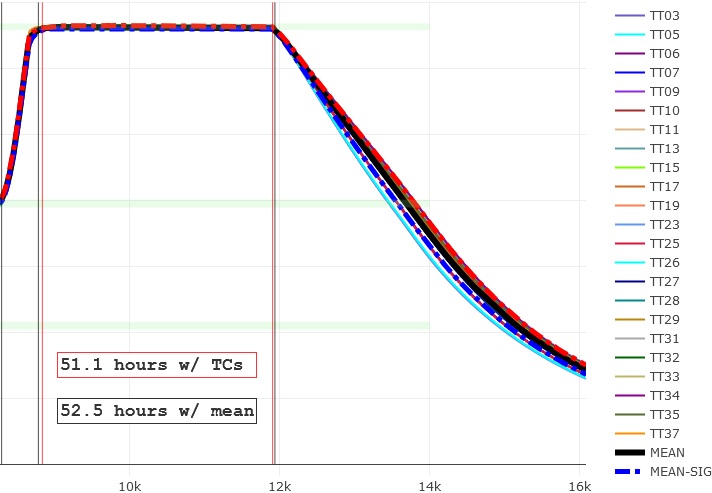 TT03
TT05
TT06
TT07
TT09
TT10
TT11
TT13
TT15
TT17
TT19
TT23
TT25
TT26
TT27
TT28
TT29
TT31
TT32
TT33
TT34
TT35
TT37
MEAN
MEAN-SIG
51.1 hours w/ TCs
52.5 hours w/ mean
10k 12k 14k 16k